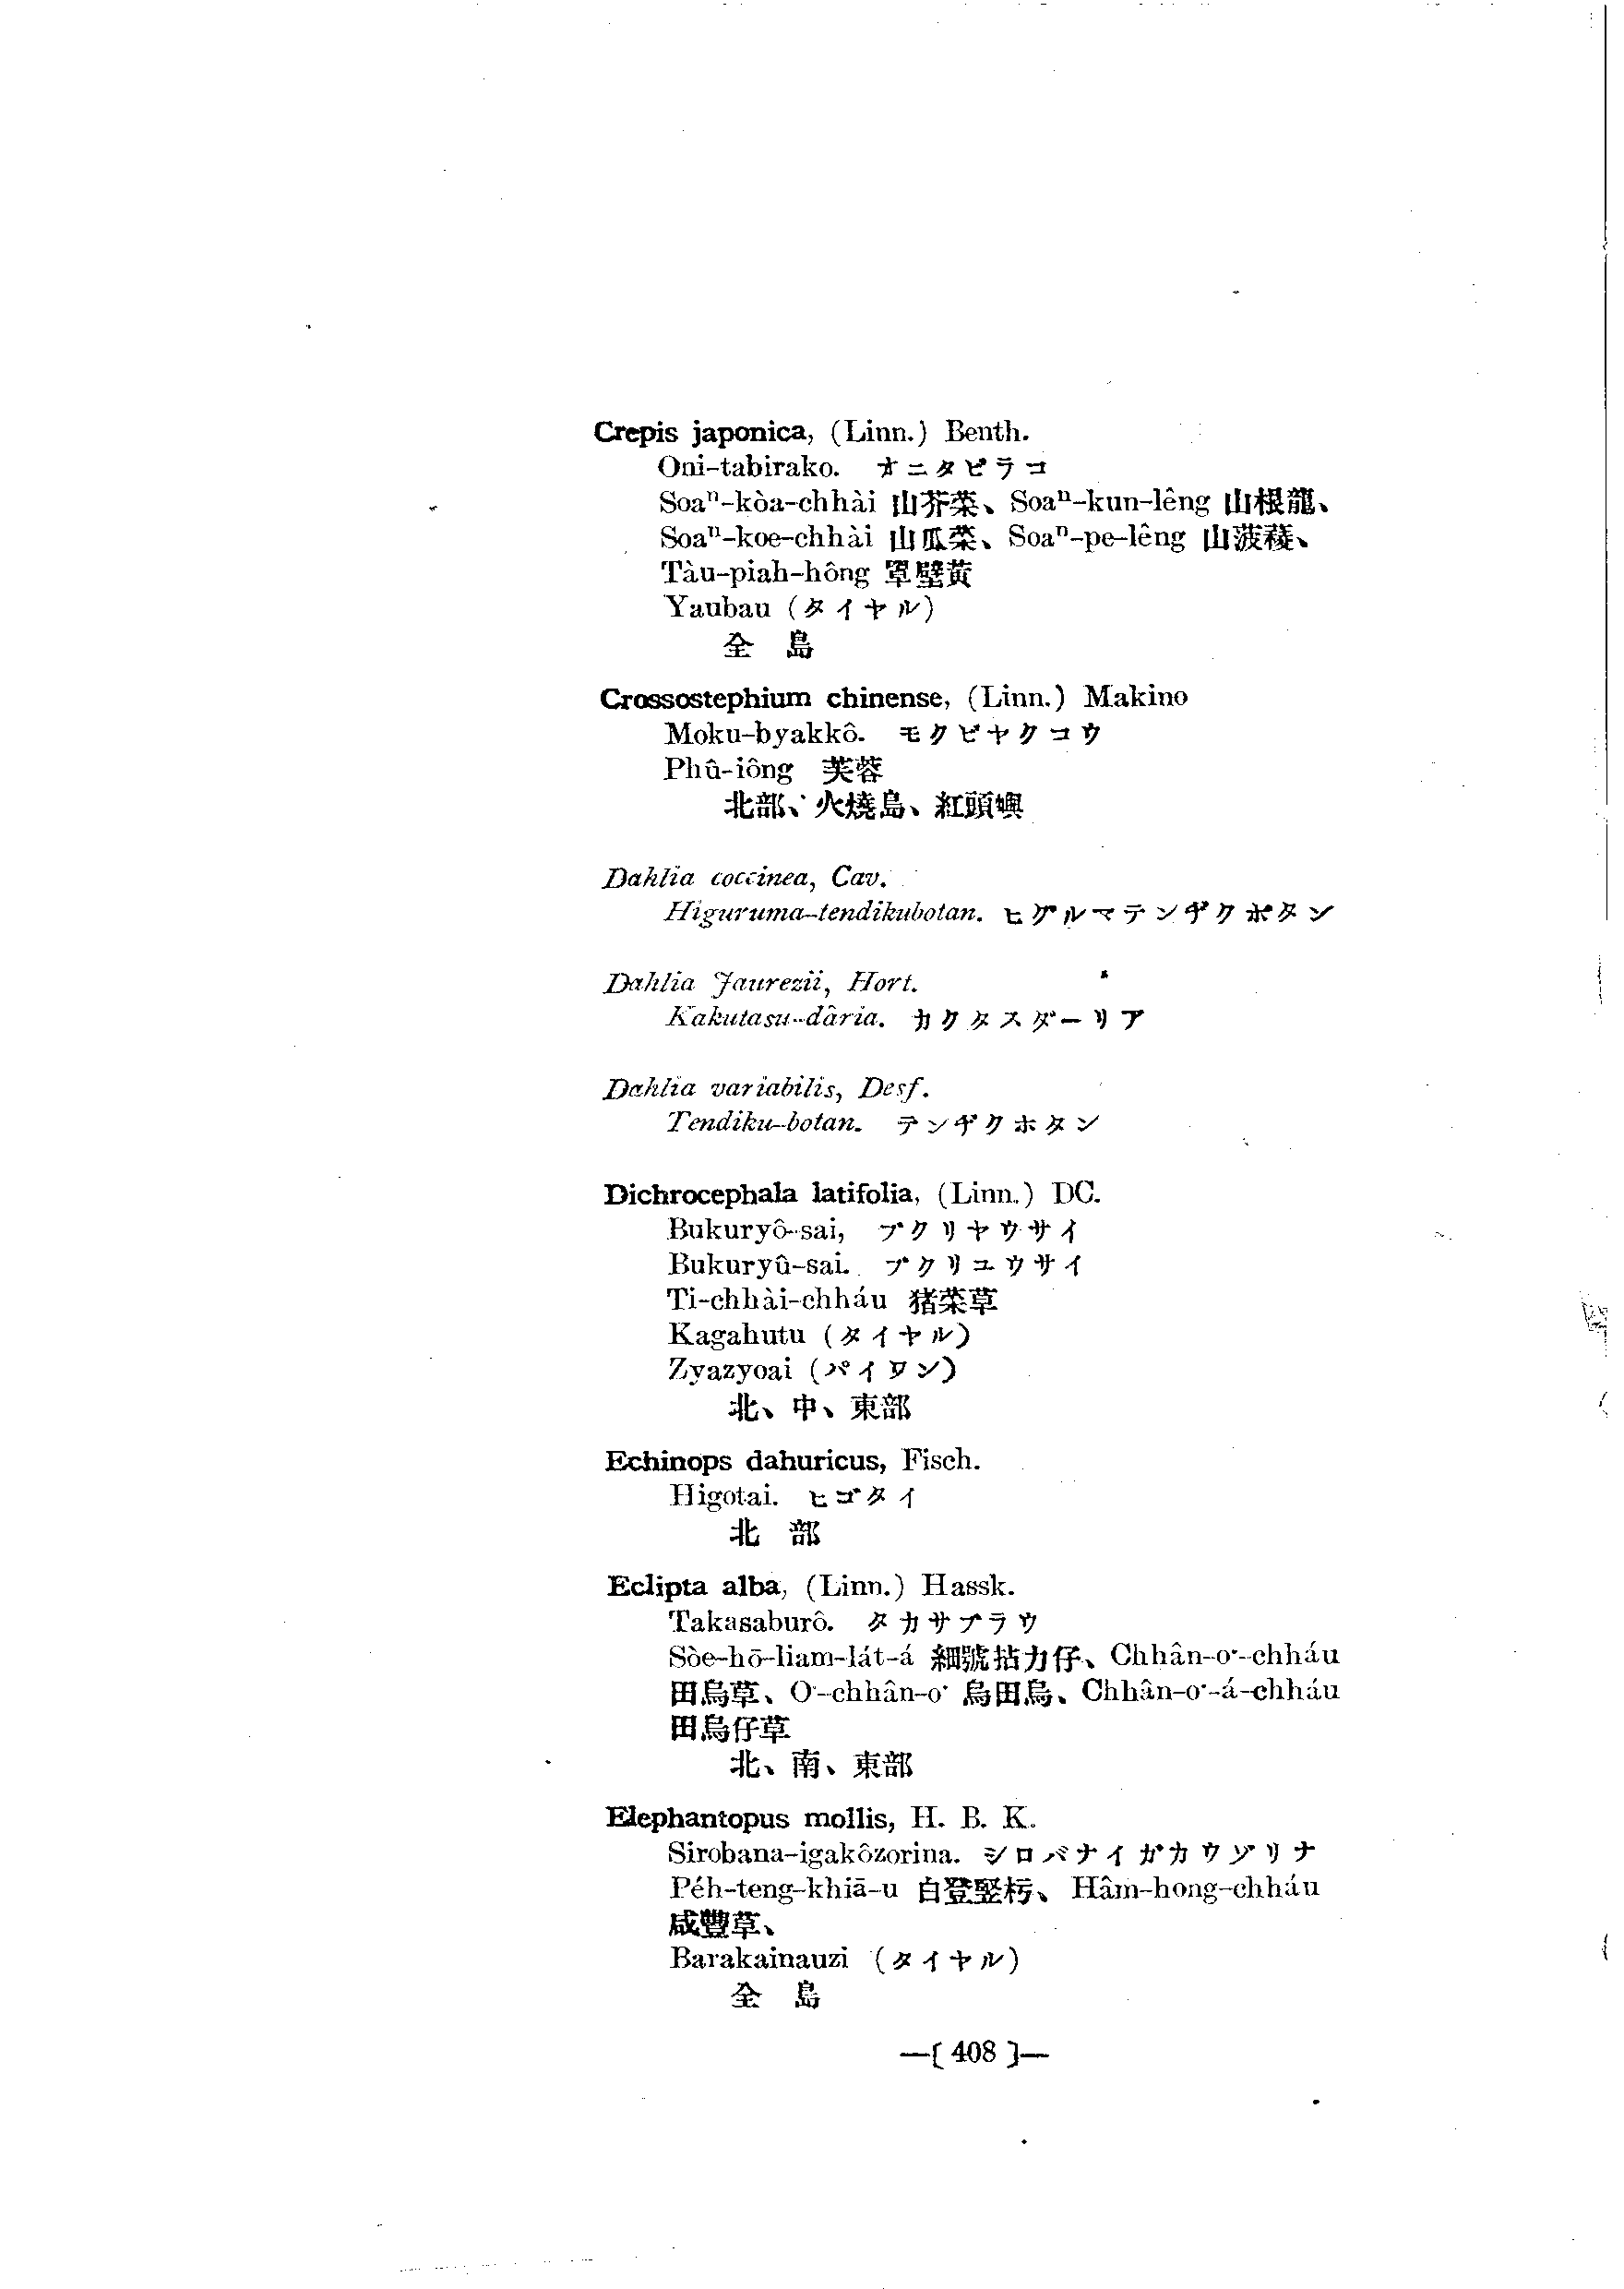 Crepis japonica, (Linn.) Benth.
Oni-tabirako. オニタビラコ
Soaⁿ-kòa-chhài 山芥菜、Soaⁿ-kun-lêng 山根龍、
Soaⁿ-koe-chhài 山瓜菜、Soaⁿ-pe-lêng 山菠薐、
Tàu-piah-hông 罩壁黃
Yaubau (タイヤル)
全 島
Crossostephium chinense, (Linn.) Makino
Moku-byakkô. モクビヤクコウ
Phû-iông 芙蓉
北部、火燒島、紅頭嶼
Dahlia coccinea, Cav.
Higuruma-tendikubotan. ヒグルマテンヂクボタン
Dahlia Jaurezii, Hort.
Kakutasu-dâria. カクタスダーリア
Dahlia variabilis, Desf.
Tendiku-botan. テンヂクホタン
Dichrocephala latifolia, (Linn.) DC.
Bukuryô-sai, ブクリヤウサイ
Bukuryû-sai. ブクリユウサイ
Ti-chhài-chháu 猪菜草
Kagahutu (タイヤル)
Zyazyoai (パイワン)
北、中、東部
Echinops dahuricus, Fisch.
Higotai. ヒゴタイ
北 部
Eclipta alba, (Linn.) Hassk.
Takasaburô. タカサブラウ
Sòe-hō-liam-lát-á 細號拈力仔、Chhân-o͘-chháu
田烏草、O͘-chhân-o͘ 烏田烏、Chhân-o͘-á-chháu
田烏仔草
北、南、東部
Elephantopus mollis, H. B. K.
Sirobana-igakôzorina. シロバナイガカウゾリナ
Péh-teng-khiā-u 白登竪杇、Hâm-hong-chháu
咸豐草、
Barakainauzi (タイヤル)
全 島
—[ 408 ]—